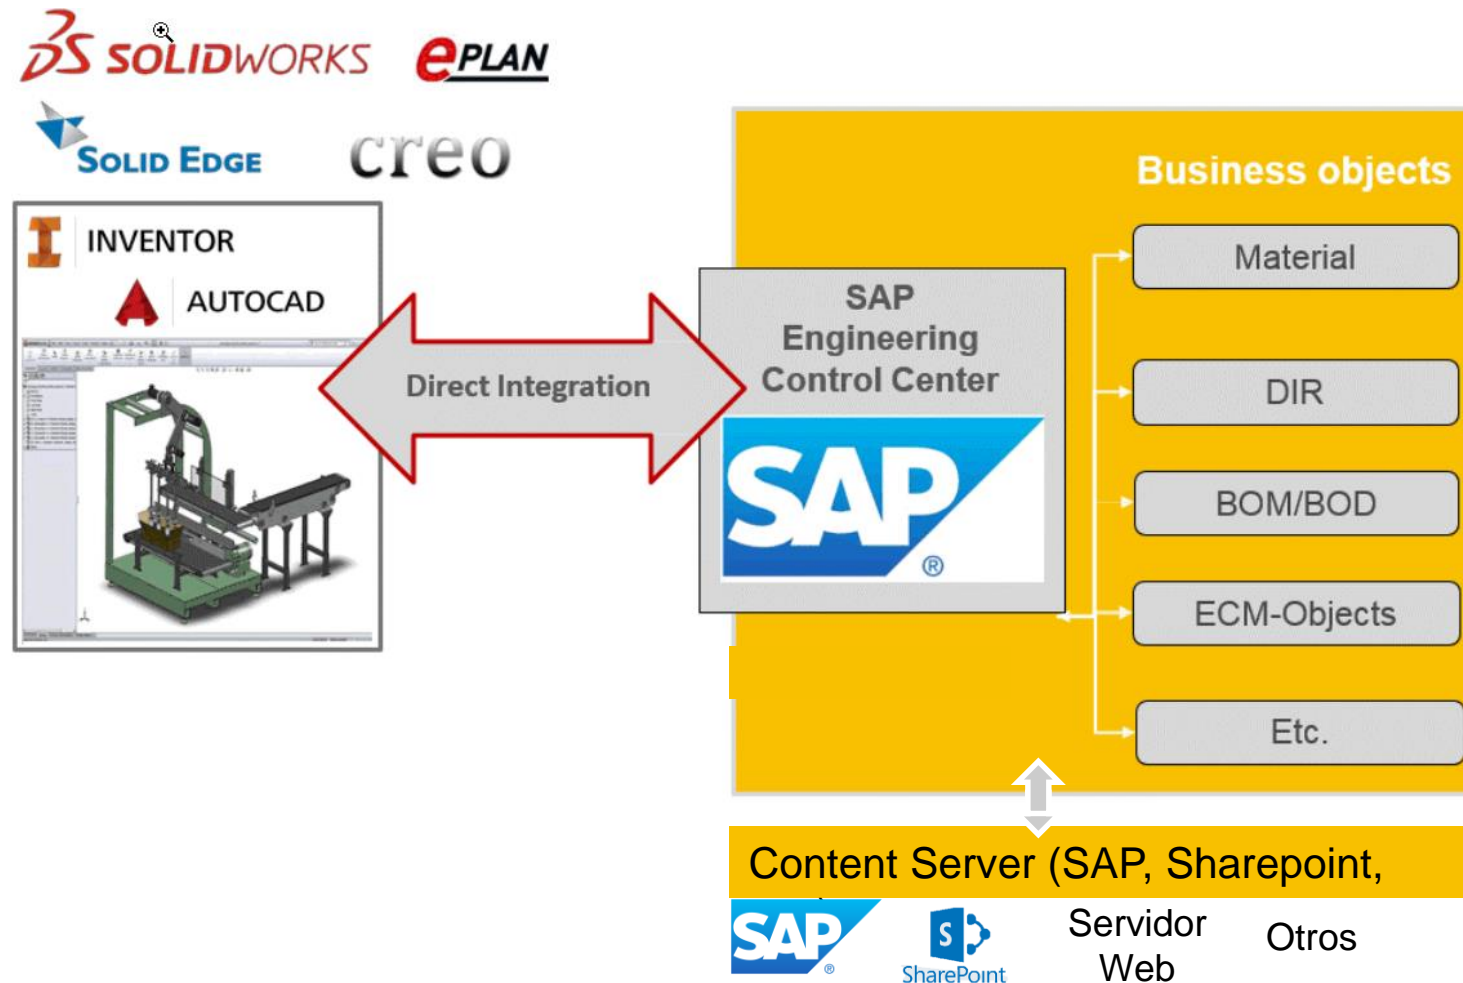 SOLIDWORKS
ePLAN
SOLID EDGE
creo
INVENTOR
AUTOCAD
Direct Integration
SAP
Engineering
Control Center
SAP
®
Business objects
Material
DIR
BOM/BOD
ECM-Objects
Etc.
Content Server (SAP, Sharepoint,
SAP
®
S
SharePoint
Servidor
Web
Otros